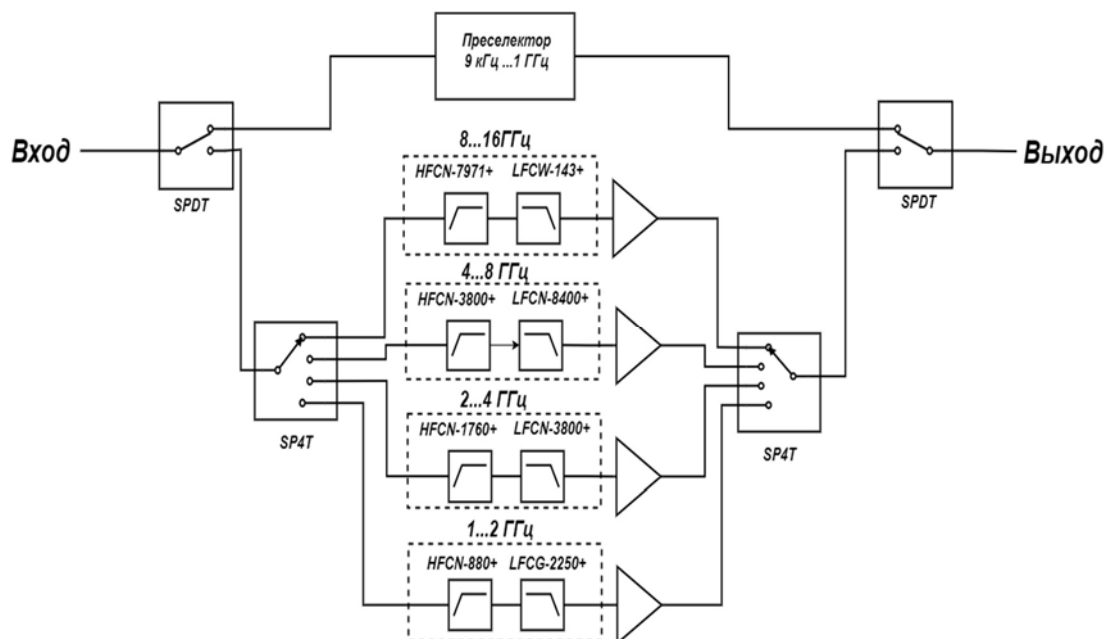 Преселектор
9 кГц ...1 ГГц
Вход
SPDT
8...16ГГц
HFCN-7971+ LFCW-143+
Выход
SPDT
4...8 ГГц
HFCN-3800+ LFCN-8400+
2...4 ГГц
HFCN-1760+ LFCN-3800+
SP4T
SP4T
1...2 ГГц
HFCN-880+ LFCG-2250+